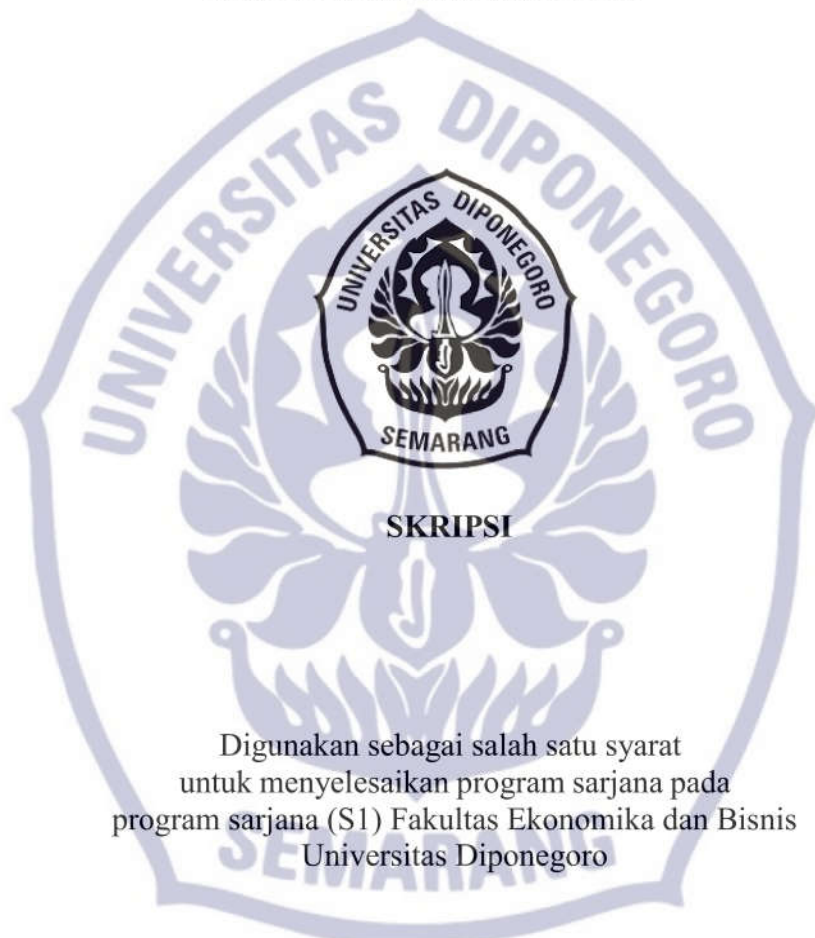 UNIVERSITAS DIPONEGORO
UNIVERSITAS DIPONEGORO
SEMARANG
SKRIPSI
Digunakan sebagai salah satu syarat
untuk menyelesaikan program sarjana pada
program sarjana (S1) Fakultas Ekonomika dan Bisnis
Universitas Diponegoro
SEMARANG